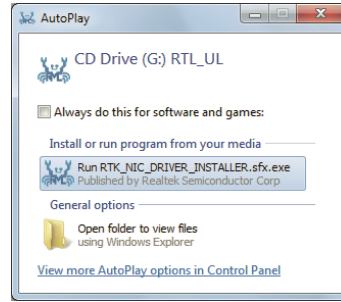 AutoPlay
CD Drive (G:) RTL_UL
Always do this for software and games:
Install or run program from your media
Run RTK_NIC_DRIVER_INSTALLER.sfx.exe
Published by Realtek Semiconductor Corp
General options
Open folder to view files
using Windows Explorer
View more AutoPlay options in Control Panel